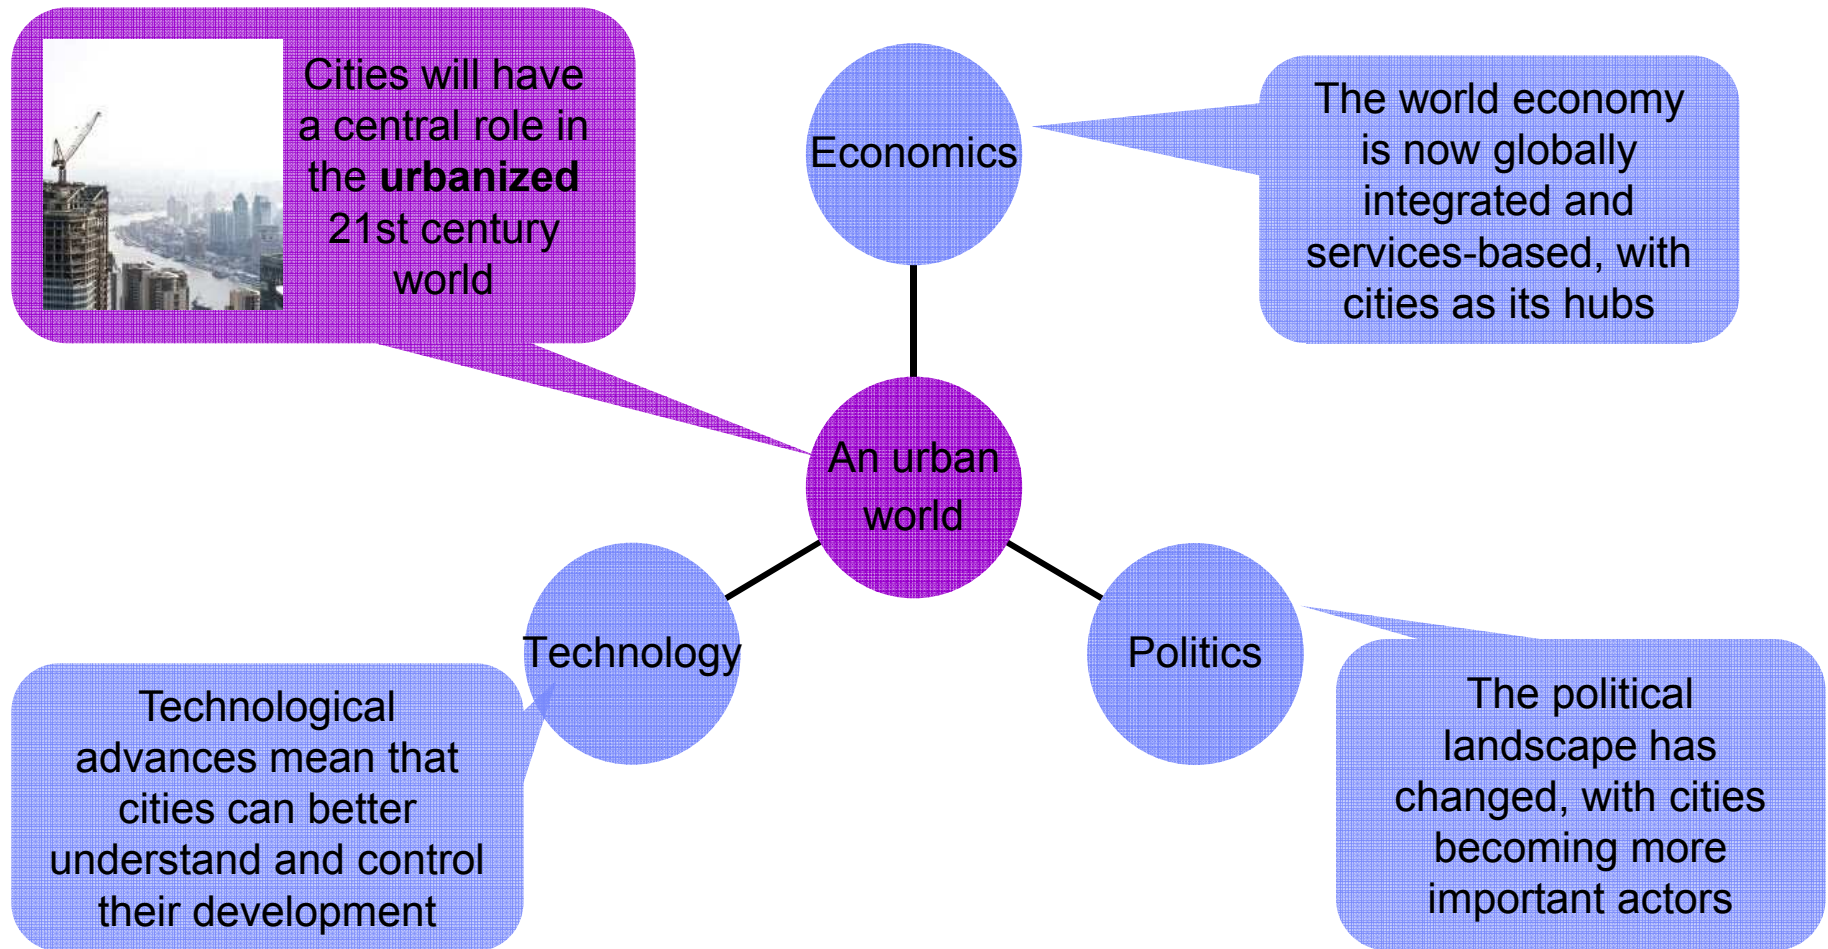 Cities will have
a central role in
the urbanized
21st century
world
Economics
The world economy
is now globally
integrated and
services-based, with
cities as its hubs
An urban
world
Technology
Technological
advances mean that
cities can better
understand and control
their development
Politics
The political
landscape has
changed, with cities
becoming more
important actors